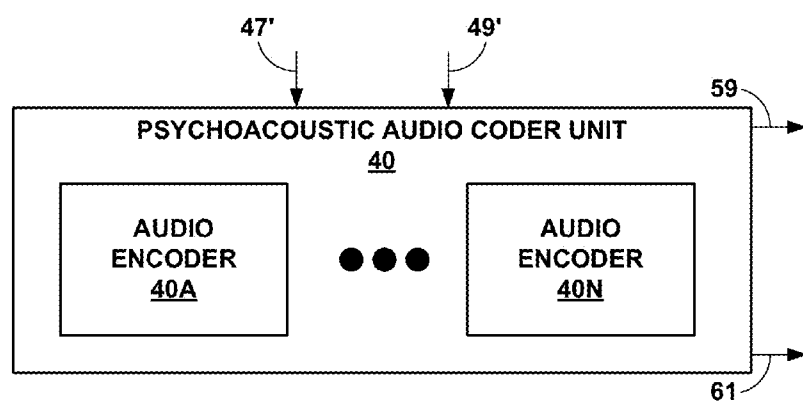 47'
49'
59
PSYCHOACOUSTIC AUDIO CODER UNIT
40
AUDIO
ENCODER
40A
AUDIO
ENCODER
40N
61